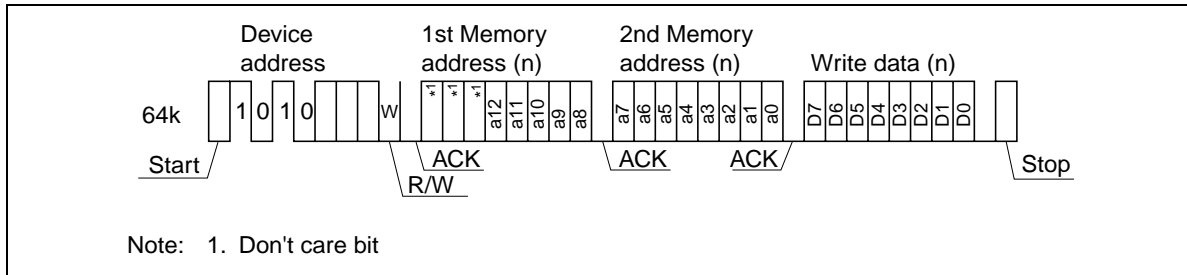 Device address
1st Memory address (n)
2nd Memory address (n)
Write data (n)
64k
1 0 1 0 W
*1 *1 *1 a12 a11 a10 a9 a8
a7 a6 a5 a4 a3 a2 a1 a0
D7 D6 D5 D4 D3 D2 D1 D0
Start
ACK
ACK
ACK
Stop
R/W
Note: 1. Don't care bit